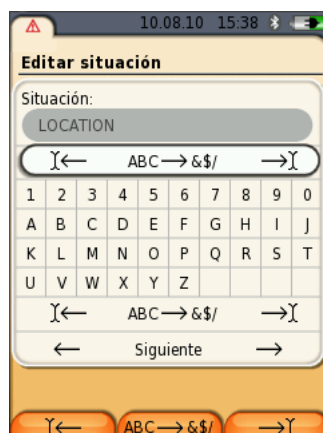 10.08.10 15:38
Editar situación
Situación:
LOCATION
ABC → &$/
1 2 3 4 5 6 7 8 9 0
A B C D E F G H I J
K L M N O P Q R S T
U V W X Y Z
ABC → &$/
← Siguiente →
ABC → &$/